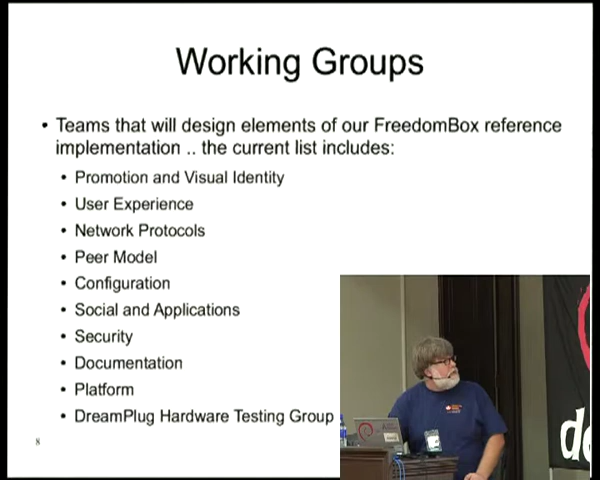 Working Groups
• Teams that will design elements of our FreedomBox reference
implementation .. the current list includes:
• Promotion and Visual Identity
• User Experience
• Network Protocols
• Peer Model
• Configuration
• Social and Applications
• Security
• Documentation
• Platform
• DreamPlug Hardware Testing Group
8
de